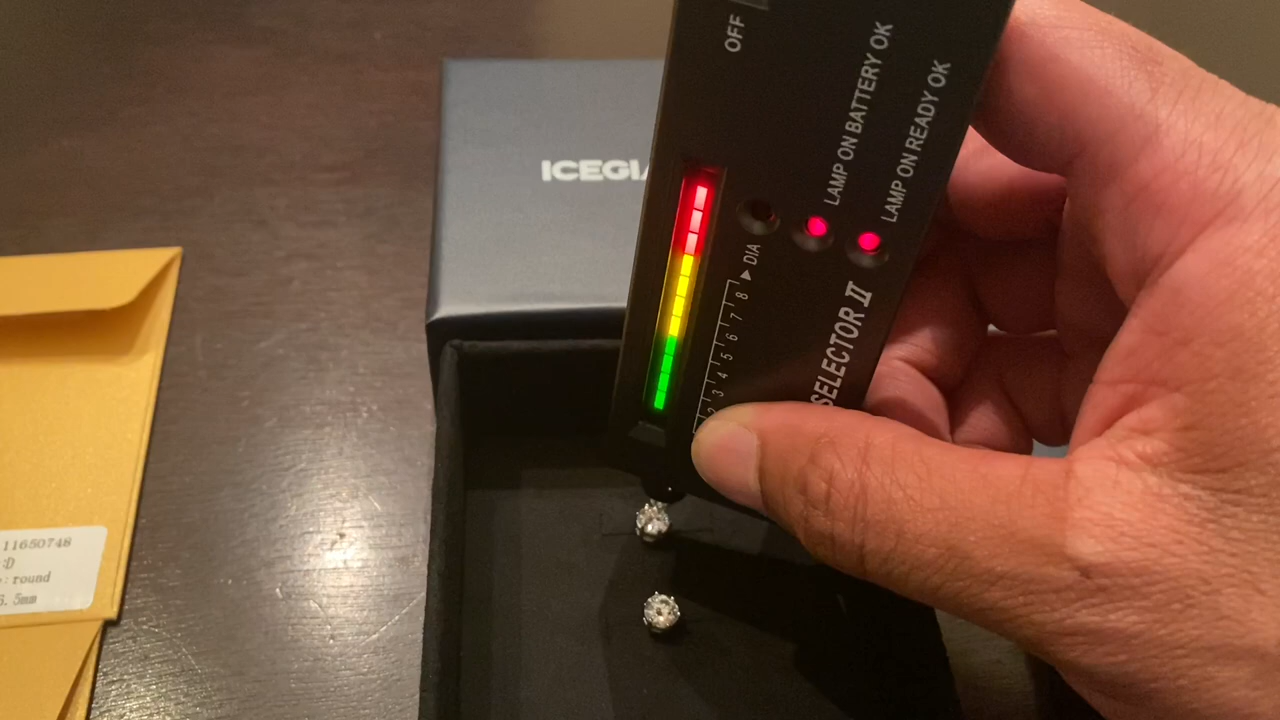 OFF
LAMP ON BATTERY OK
LAMP ON READY OK
ICEGI
DIA
2 3 4 5 6 7 8
SELECTOR II
11650748
:D
: round
6.5mm